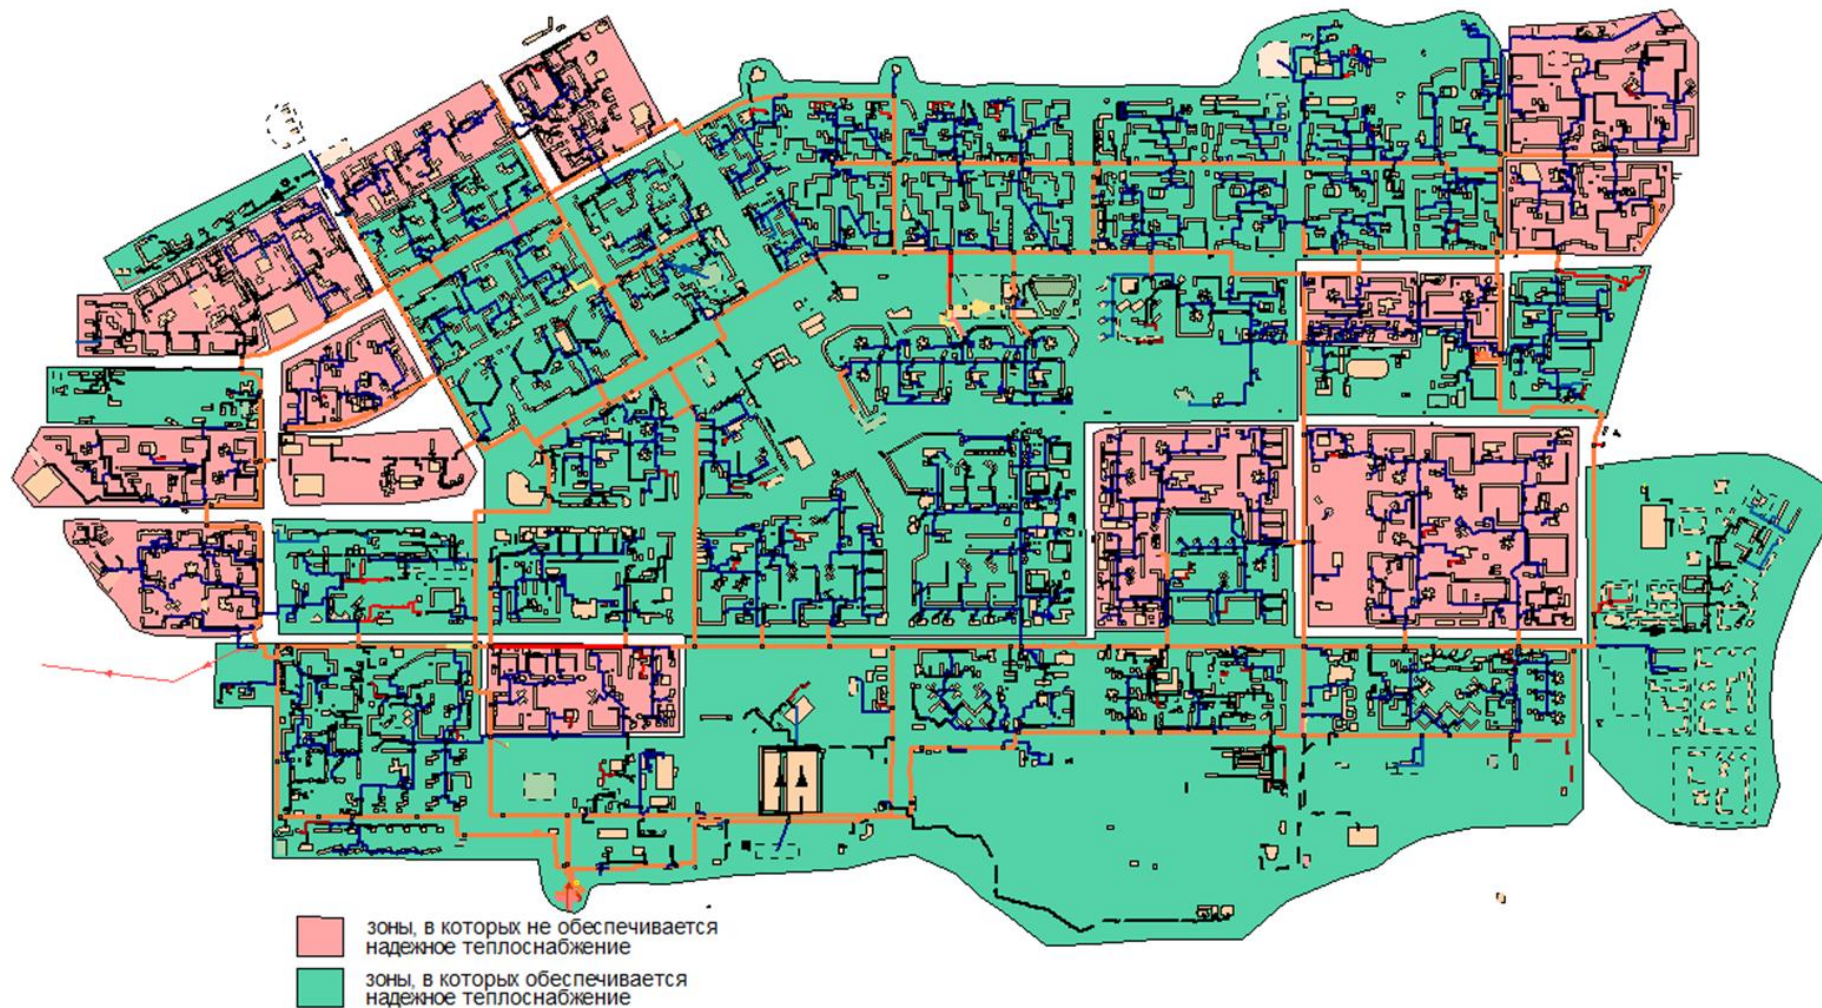 зоны, в которых не обеспечивается
надежное теплоснабжение
зоны, в которых обеспечивается
надежное теплоснабжение